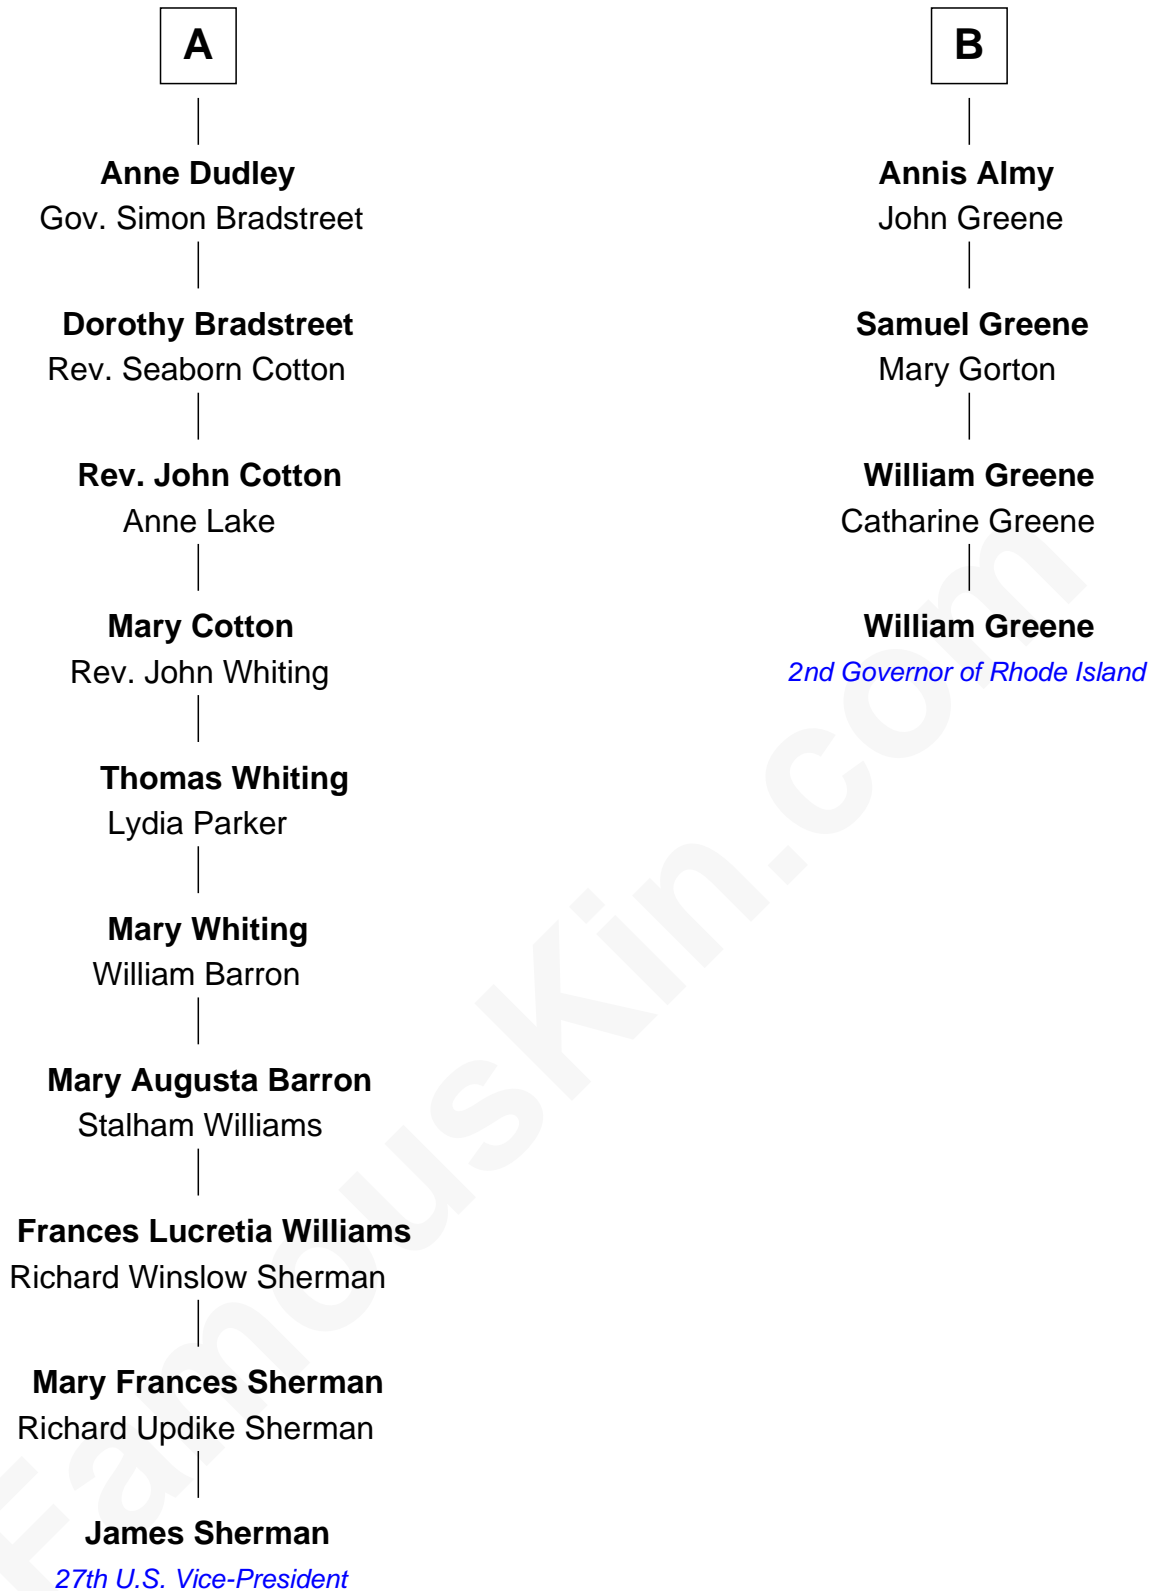 A
Anne Dudley
Gov. Simon Bradstreet
Dorothy Bradstreet
Rev. Seaborn Cotton
Rev. John Cotton
Anne Lake
Mary Cotton
Rev. John Whiting
Thomas Whiting
Lydia Parker
Mary Whiting
William Barron
Mary Augusta Barron
Stalham Williams
Frances Lucretia Williams
Richard Winslow Sherman
Mary Frances Sherman
Richard Updike Sherman
James Sherman
27th U.S. Vice-President
B
Annis Almy
John Greene
Samuel Greene
Mary Gorton
William Greene
Catharine Greene
William Greene
2nd Governor of Rhode Island
FamousKin.com